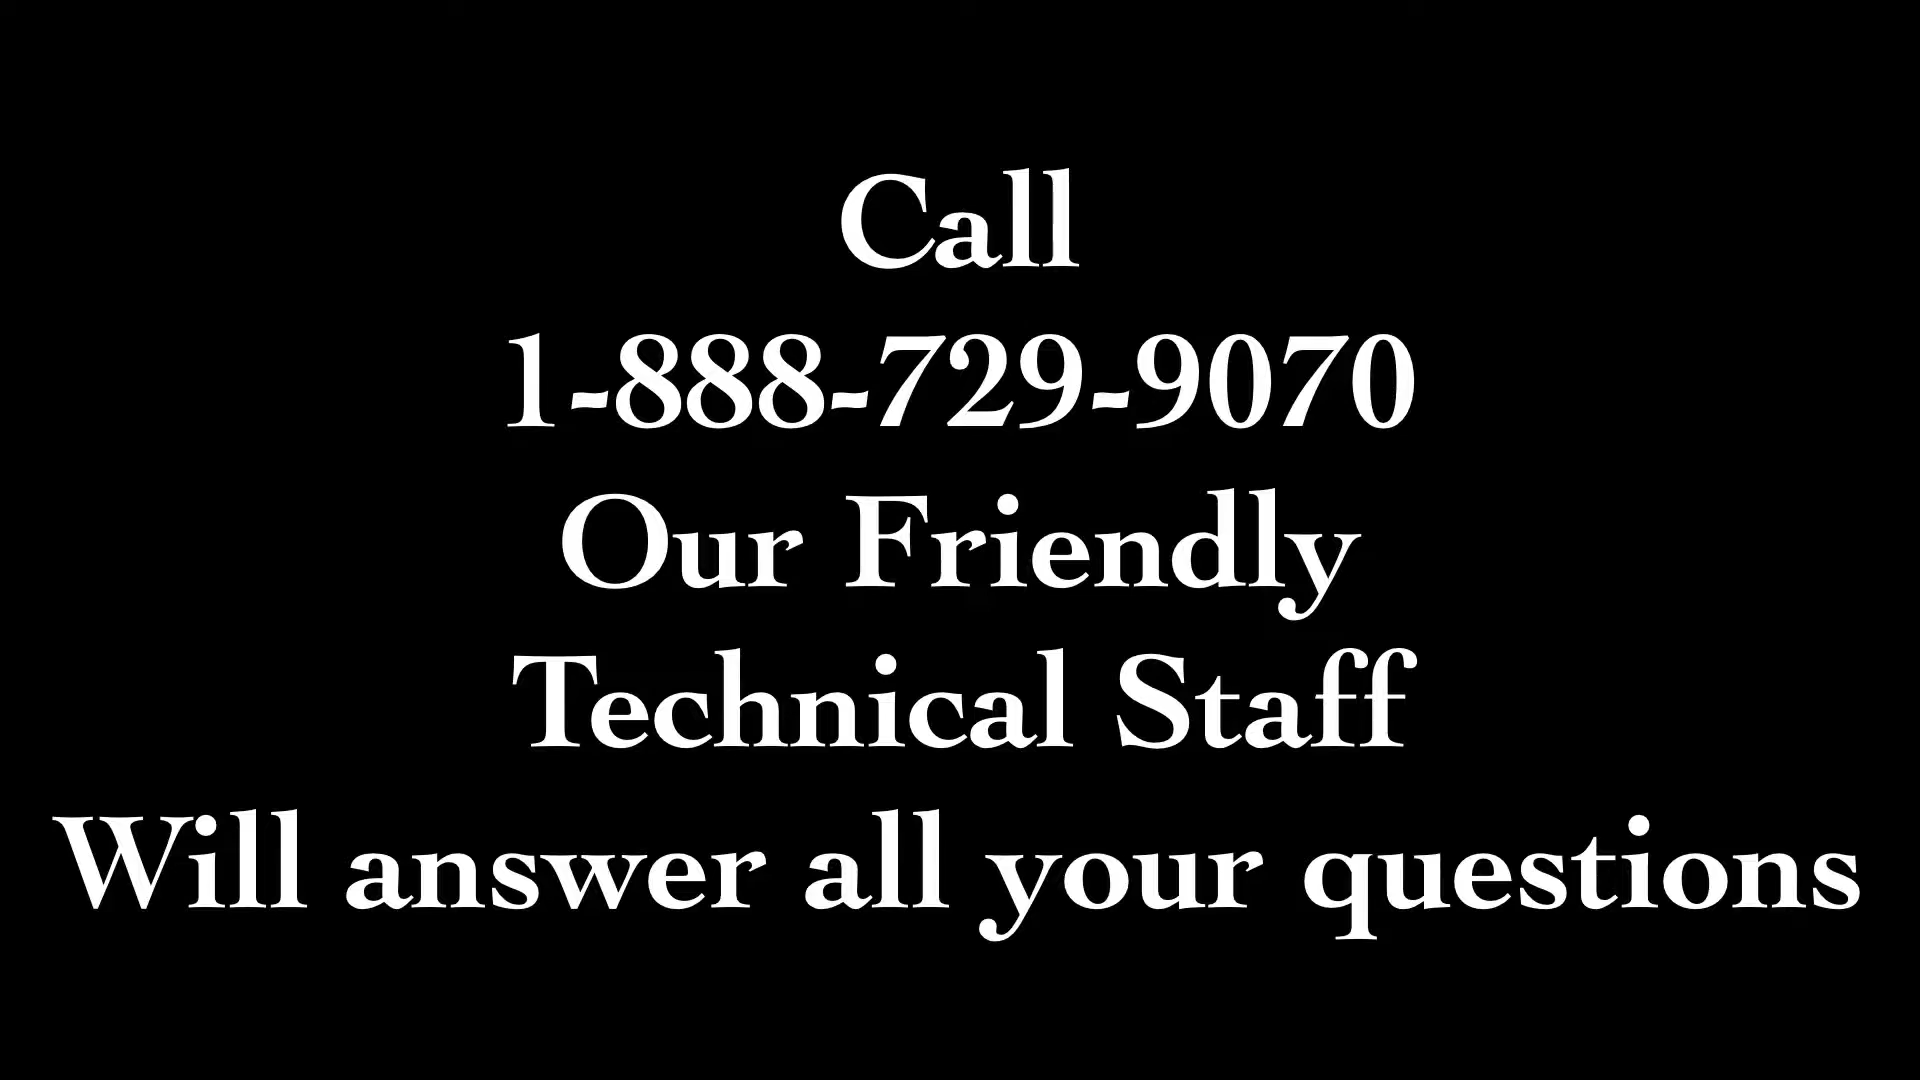 Call
1-888-729-9070
Our Friendly
Technical Staff
Will answer all your questions